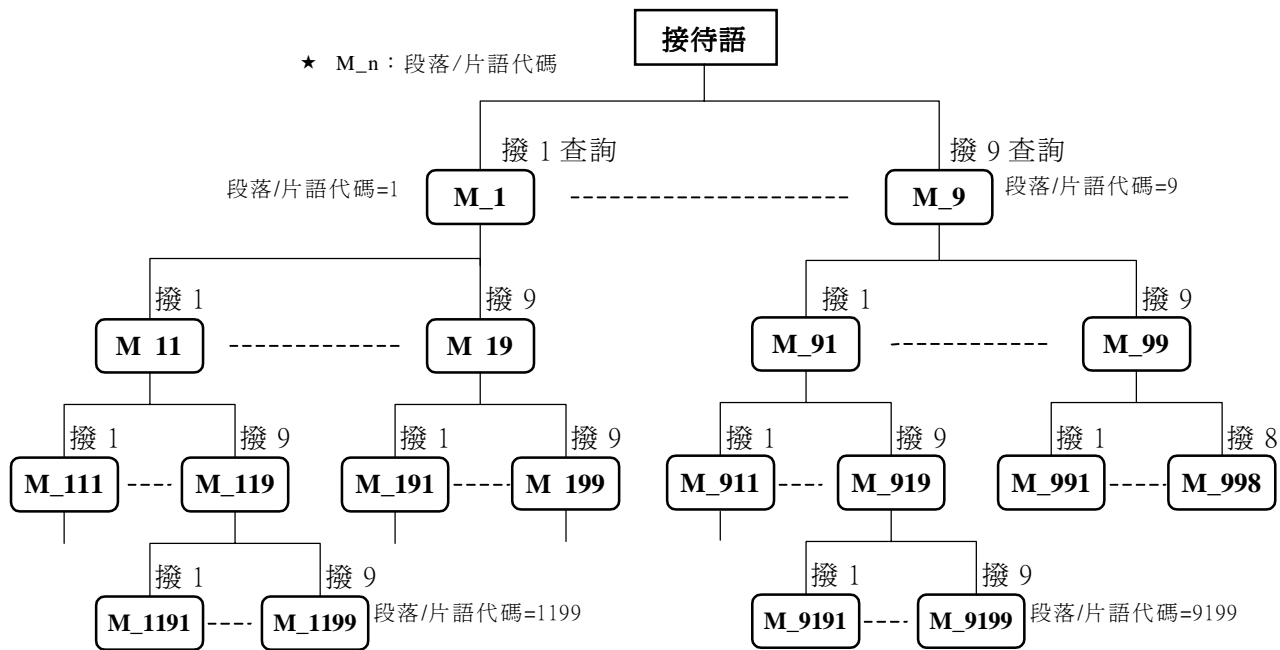 接待語
★ M_n：段落/片語代碼
撥 1 查詢
撥 9 查詢
段落/片語代碼=1
M_1
M_9
段落/片語代碼=9
撥 1
撥 9
撥 1
撥 9
M 11
M 19
M_91
M_99
撥 1
撥 9
撥 1
撥 9
撥 1
撥 9
撥 1
撥 8
M_111
M_119
M_191
M 199
M_911
M_919
M_991
M_998
撥 1
撥 9
撥 1
撥 9
M_1191
M_1199
段落/片語代碼=1199
M_9191
M_9199
段落/片語代碼=9199